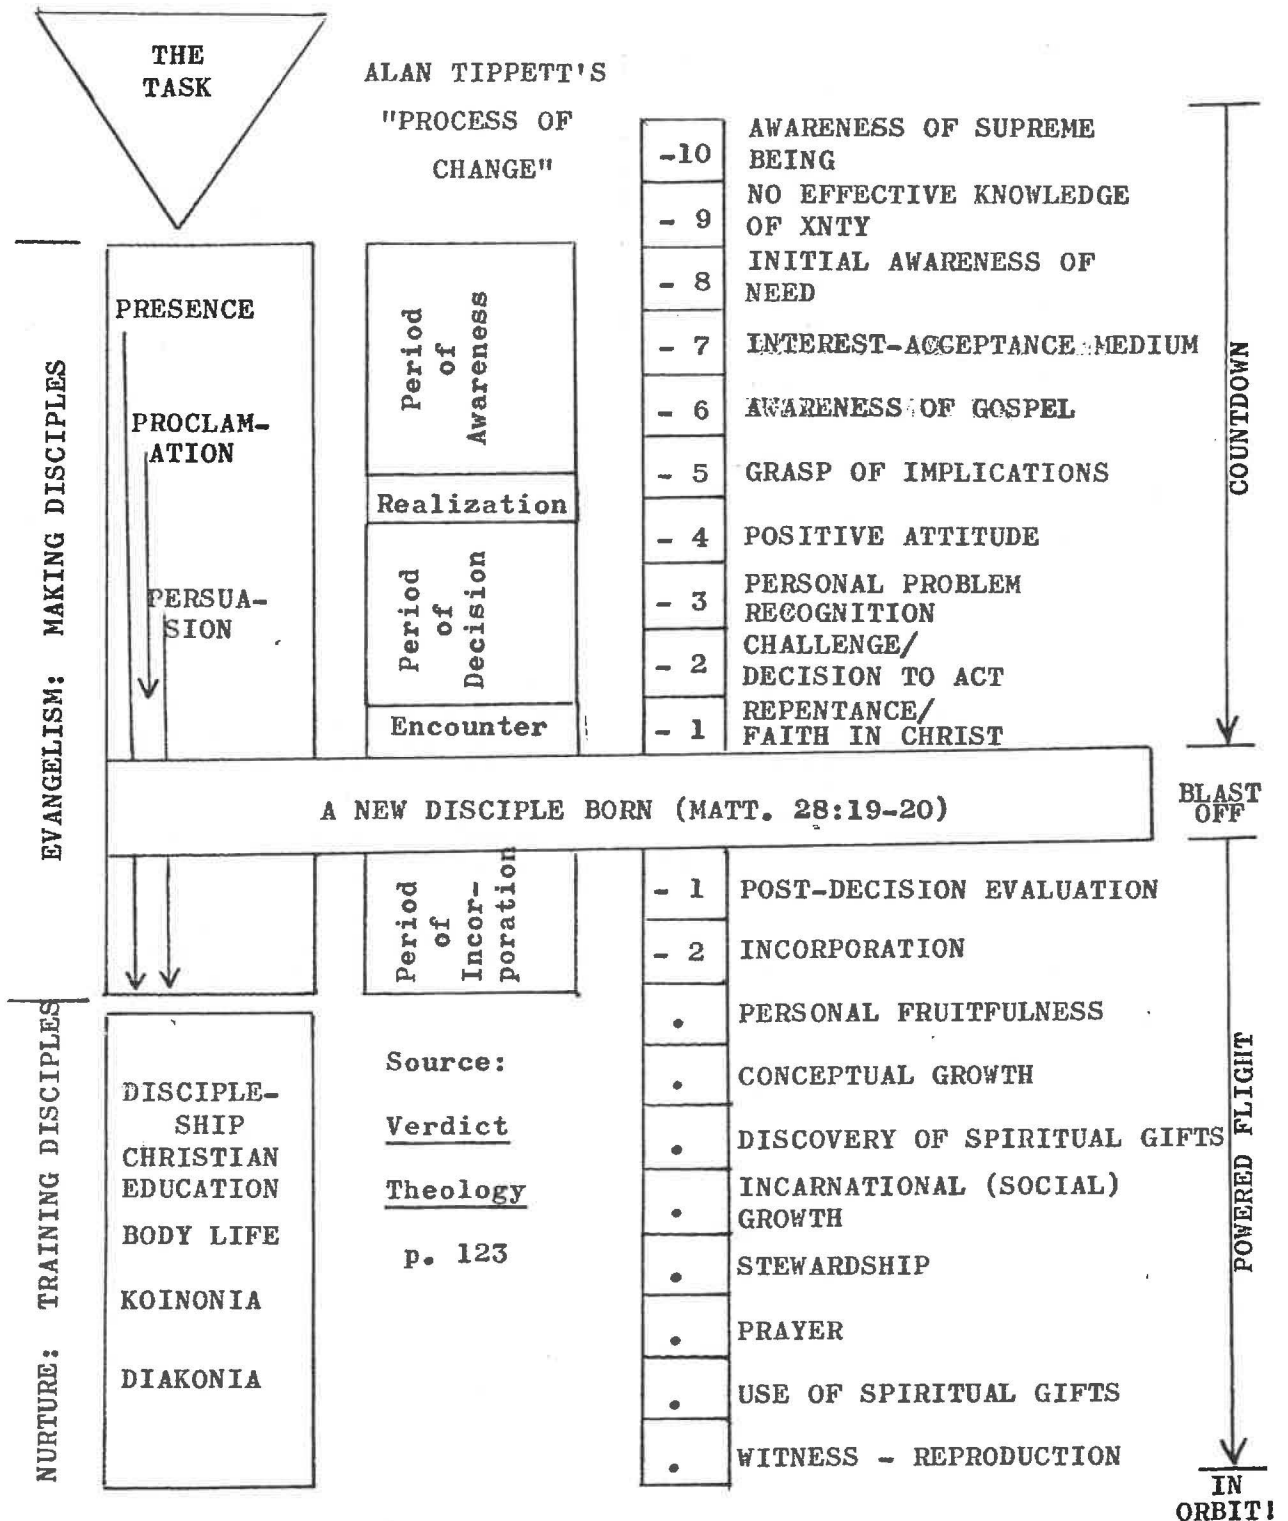 THE
TASK
ALAN TIPPETT'S
"PROCESS OF
CHANGE"
EVANGELISM: MAKING DISCIPLES
PRESENCE
PROCLAM-
ATION
PERSUA-
SION
Period
of
Awareness
Realization
Period
of
Decision
Encounter
-10 AWARENESS OF SUPREME
BEING
- 9 NO EFFECTIVE KNOWLEDGE
OF XNTY
- 8 INITIAL AWARENESS OF
NEED
- 7 INTEREST-ACCEPTANCE MEDIUM
- 6 AWARENESS OF GOSPEL
- 5 GRASP OF IMPLICATIONS
- 4 POSITIVE ATTITUDE
- 3 PERSONAL PROBLEM
RECOGNITION
- 2 CHALLENGE/
DECISION TO ACT
- 1 REPENTANCE/
FAITH IN CHRIST
COUNTDOWN
A NEW DISCIPLE BORN (MATT. 28:19-20)
BLAST
OFF
Period
of
Incor-
poration
- 1 POST-DECISION EVALUATION
- 2 INCORPORATION
. PERSONAL FRUITFULNESS
. CONCEPTUAL GROWTH
. DISCOVERY OF SPIRITUAL GIFTS
. INCARNATIONAL (SOCIAL)
GROWTH
. STEWARDSHIP
. PRAYER
. USE OF SPIRITUAL GIFTS
. WITNESS - REPRODUCTION
POWERED FLIGHT
IN
ORBIT!
NURTURE: TRAINING DISCIPLES
DISCIPLE-
SHIP
CHRISTIAN
EDUCATION
BODY LIFE
KOINONIA
DIAKONIA
Source:
Verdict
Theology
p. 123